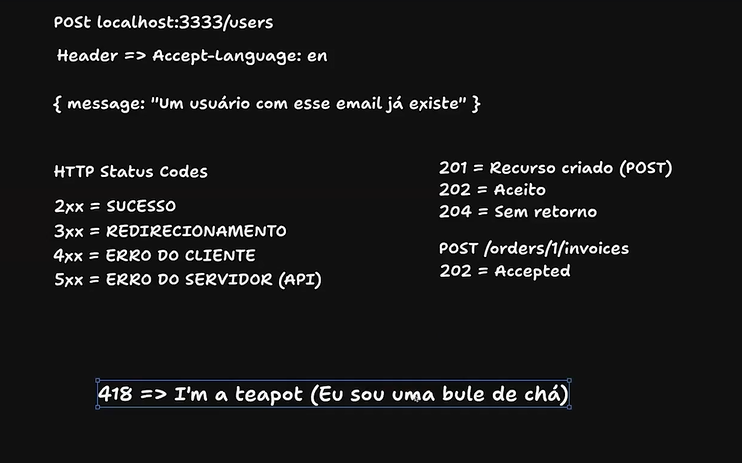 POSt localhost:3333/users
Header => Accept-Language: en
{ message: "Um usuário com esse email já existe" }
HTTP Status Codes
2xx = SUCESSO
3xx = REDIRECIONAMENTO
4xx = ERRO DO CLIENTE
5xx = ERRO DO SERVIDOR (API)
201 = Recurso criado (POST)
202 = Aceito
204 = Sem retorno
POST /orders/1/invoices
202 = Accepted
418 => I'm a teapot (Eu sou uma bule de chá)